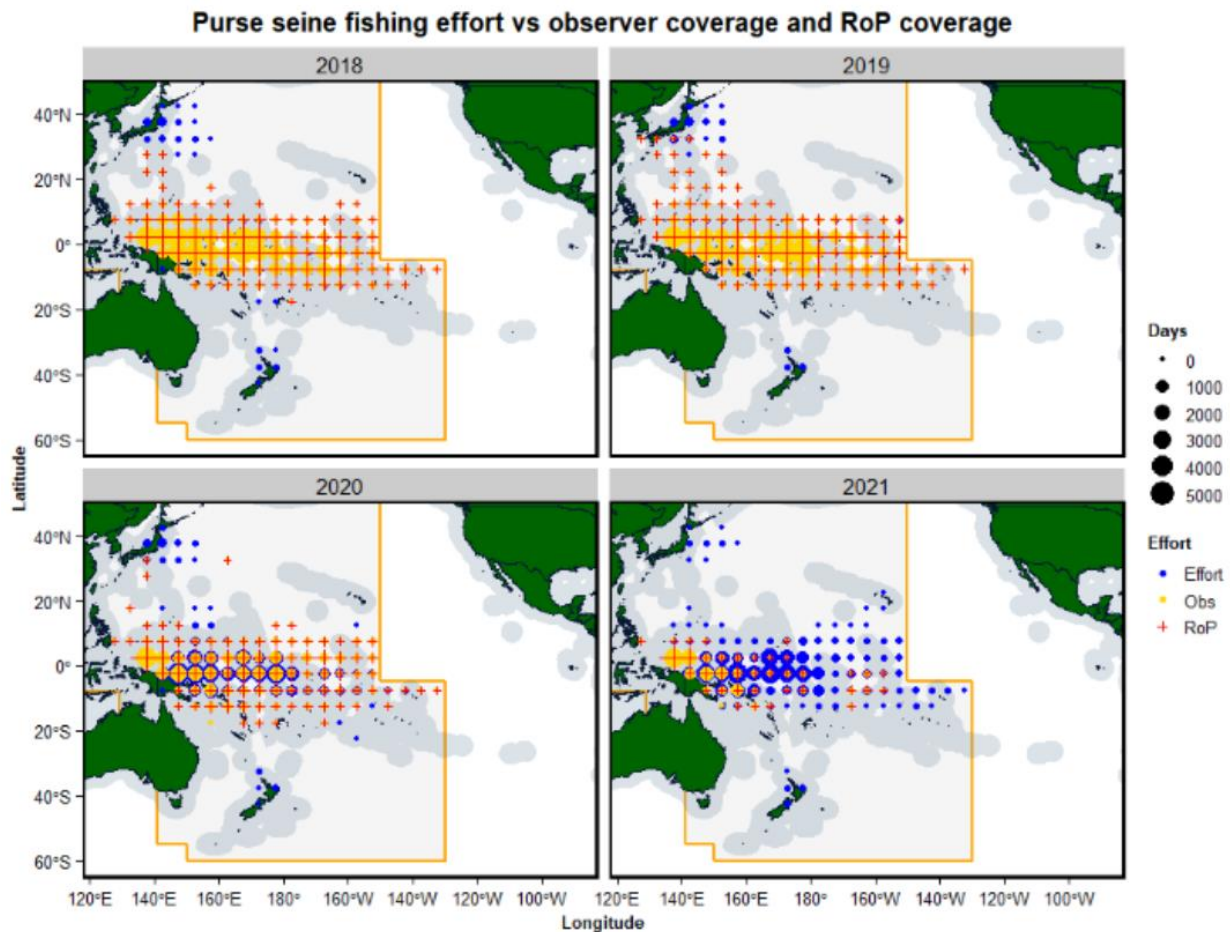 Purse seine fishing effort vs observer coverage and RoP coverage
2018
2019
40°N
20°N
0°
20°S
40°S
60°S
Latitude
2020
2021
40°N
20°N
0°
20°S
40°S
60°S
120°E 140°E 160°E 180° 160°W 140°W 120°W 100°W
120°E 140°E 160°E 180° 160°W 140°W 120°W 100°W
Longitude
Days
0
1000
2000
3000
4000
5000
Effort
Effort
Obs
RoP